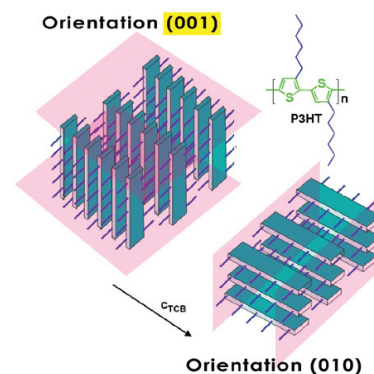 Orientation (001)
S
S
n
P3HT
CTCB
Orientation (010)